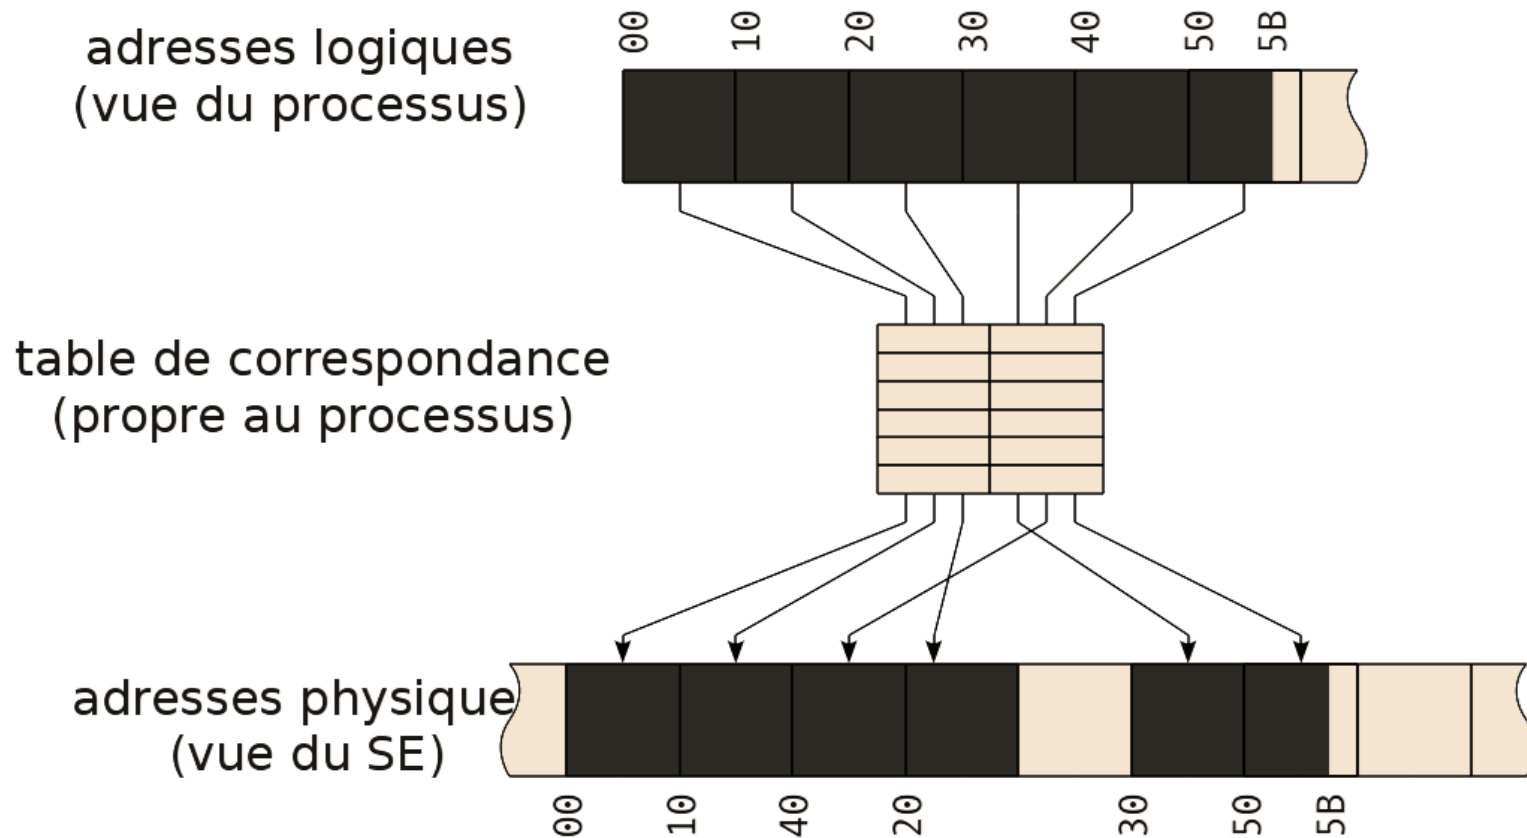 00 10 20 30 40 50 5B
adresses logiques
(vue du processus)
table de correspondance
(propre au processus)
adresses physique
(vue du SE)
00 10 40 20 30 50 5B